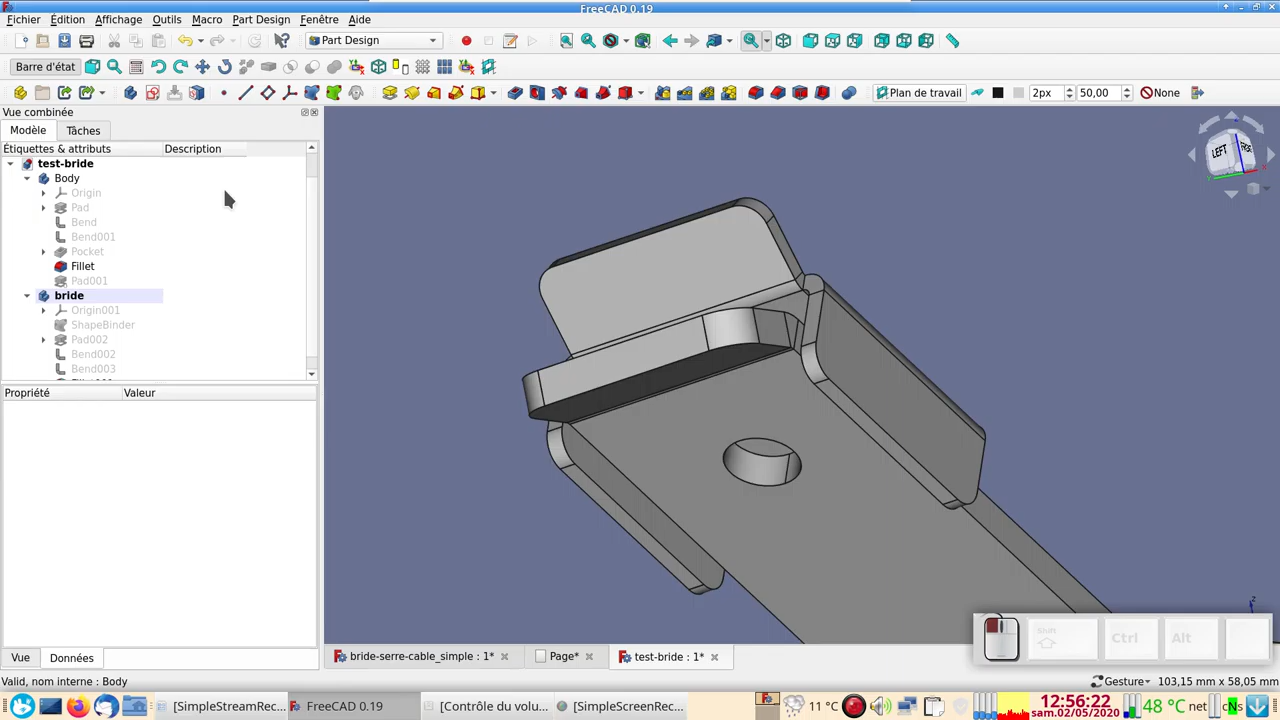 FreeCAD 0.19
Fichier Édition Affichage Outils Macro Part Design Fenêtre Aide
Part Design
Barre d'état
Plan de travail 2px 50,00 None
Vue combinée
Modèle Tâches
Étiquettes & attributs Description
test-bride
Body
Origin
Pad
Bend
Bend001
Pocket
Fillet
Pad001
bride
Origin001
ShapeBinder
Pad002
Bend002
Bend003
Propriété Valeur
LEFT
Shift Ctrl Alt
Vue Données
bride-serre-cable_simple : 1* Page* test-bride : 1*
Valid, nom interne : Body
Gesture 103,15 mm x 58,05 mm
[SimpleStreamRec... FreeCAD 0.19 [Contrôle du volu... [SimpleScreenRec...
11 °C
12:56:22
sam.02/05/2020
48 °C net